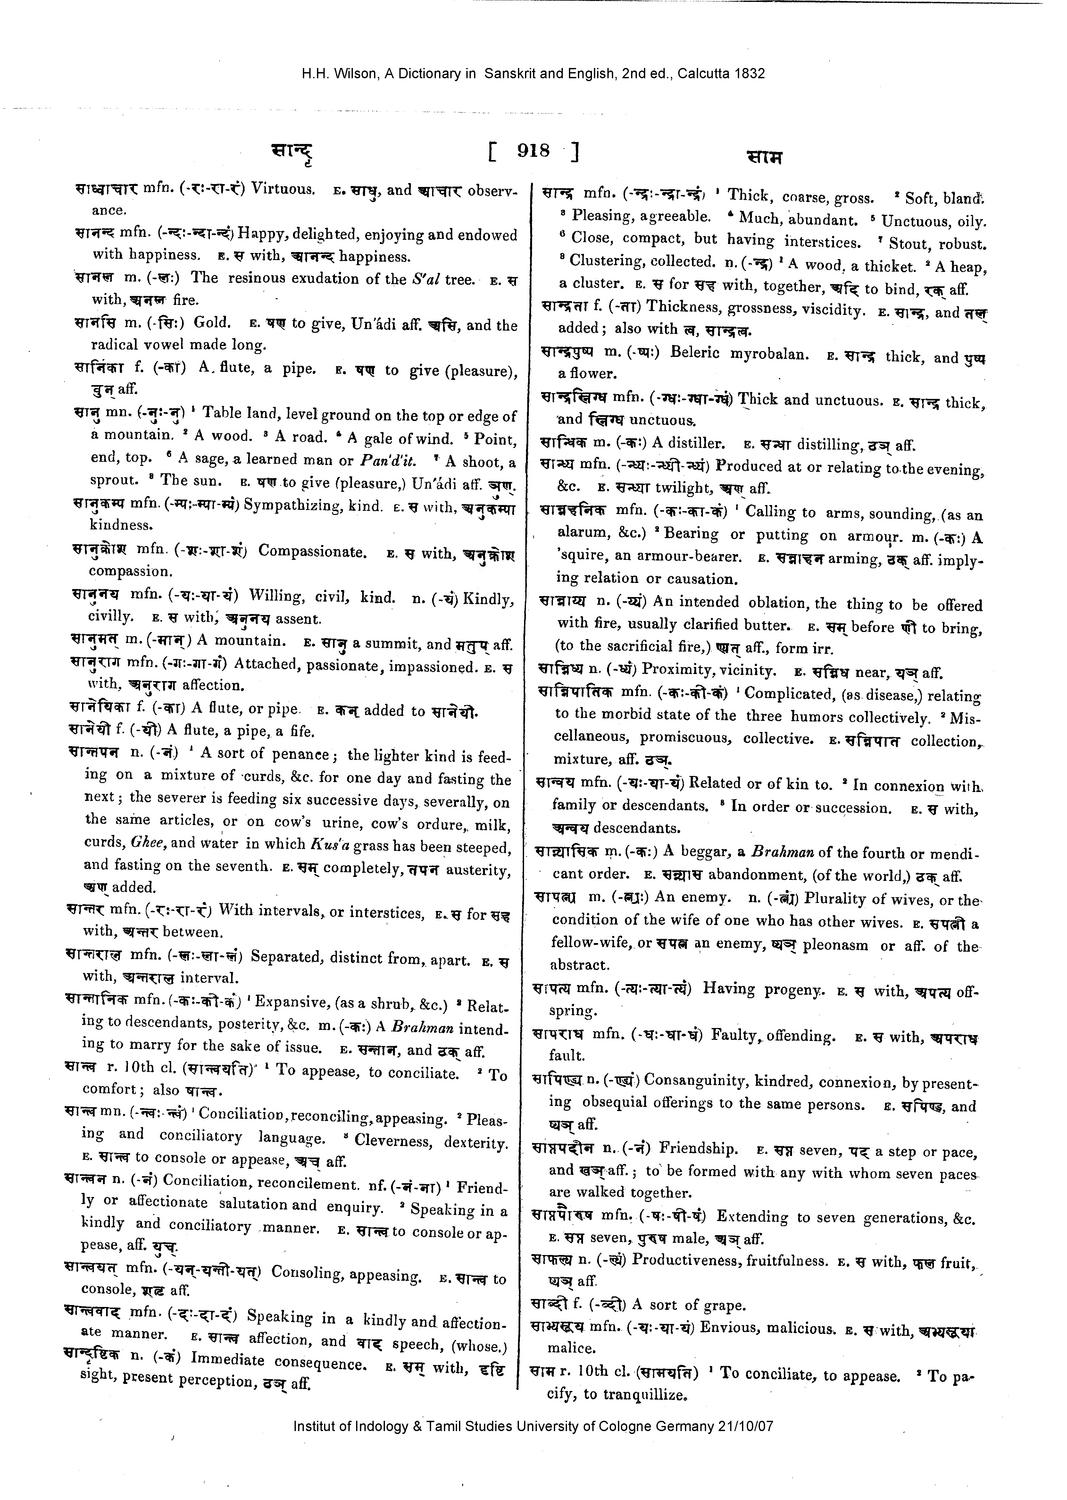 H.H. Wilson, A Dictionary in Sanskrit and English, 2nd ed., Calcutta 1832
सान्दृ
[ 918 ]
साम
साध्वाचार mfn. (-रः-रा-रं) Virtuous. E. साधु, and आचार observ-
ance.
सानन्द mfn. (-न्दः-न्दा-न्दं) Happy, delighted, enjoying and endowed
with happiness. E. स with, आनन्द happiness.
सानल m. (-लः) The resinous exudation of the S'al tree. E. स
with, अनल fire.
सानसि m. (-सिः) Gold. E. षण to give, Un'ádi aff. असि, and the
radical vowel made long.
सानिका f. (-का) A flute, a pipe. E. षण to give (pleasure),
वुन् aff.
सानु mn. (-नुः-नु) ¹ Table land, level ground on the top or edge of
a mountain. ² A wood. ³ A road. ⁴ A gale of wind. ⁵ Point,
end, top. ⁶ A sage, a learned man or Pan'd'it. ⁷ A shoot, a
sprout. ⁸ The sun. E. षण to give (pleasure,) Un'ádi aff. ञुण्.
सानुकम्प mfn. (-म्पः-म्पा-म्पं) Sympathizing, kind. E. स with, अनुकम्पा
kindness.
सानुक्रोश mfn. (-शः-शा-शं) Compassionate. E. स with, अनुक्रोश
compassion.
सानुनय mfn. (-यः-या-यं) Willing, civil, kind. n. (-यं) Kindly,
civilly. E. स with, अनुनय assent.
सानुमत् m. (-मान्) A mountain. E. सानु a summit, and मतुप् aff.
सानुराग mfn. (-गः-गा-गं) Attached, passionate, impassioned. E. स
with, अनुराग affection.
सानेयिका f. (-का) A flute, or pipe. E. कन् added to सानेयी.
सानेयी f. (-यी) A flute, a pipe, a fife.
सान्तपन n. (-नं) ¹ A sort of penance; the lighter kind is feed-
ing on a mixture of curds, &c. for one day and fasting the
next; the severer is feeding six successive days, severally, on
the same articles, or on cow's urine, cow's ordure, milk,
curds, Ghee, and water in which Kus'a grass has been steeped,
and fasting on the seventh. E. सम् completely, तपन austerity,
अण् added.
सान्तर mfn. (-रः-रा-रं) With intervals, or interstices, E. स for सह
with, अन्तर between.
सान्तराल mfn. (-लः-ला-लं) Separated, distinct from, apart. E. स
with, अन्तराल interval.
सान्तानिक mfn. (-कः-की-कं) ¹ Expansive, (as a shrub, &c.) ² Relat-
ing to descendants, posterity, &c. m. (-कः) A Brahman intend-
ing to marry for the sake of issue. E. सन्तान, and ठक् aff.
सान्त्व r. 10th cl. (सान्त्वयति) ¹ To appease, to conciliate. ² To
comfort; also षान्त्व.
सान्त्व mn. (-न्त्वः-न्त्वं) ¹ Conciliation, reconciling, appeasing. ² Pleas-
ing and conciliatory language. ³ Cleverness, dexterity.
E. सान्त्व to console or appease, अच् aff.
सान्त्वन n. (-नं) Conciliation, reconcilement. nf. (-नं-ना) ¹ Friend-
ly or affectionate salutation and enquiry. ² Speaking in a
kindly and conciliatory manner. E. सान्त्व to console or ap-
pease, aff. युच्.
सान्त्वयत् mfn. (-यन्-यन्ती-यत्) Consoling, appeasing. E. सान्त्व to
console, शतृ aff.
सान्त्ववाद mfn. (-दः-दा-दं) Speaking in a kindly and affection-
ate manner. E. सान्त्व affection, and वाद speech, (whose.)
सान्दृष्टिक n. (-कं) Immediate consequence. E. सम् with, दृष्टि
sight, present perception, ठञ् aff.
सान्द्र mfn. (-न्द्रः-न्द्रा-न्द्रं) ¹ Thick, coarse, gross. ² Soft, bland.
³ Pleasing, agreeable. ⁴ Much, abundant. ⁵ Unctuous, oily.
⁶ Close, compact, but having interstices. ⁷ Stout, robust.
⁸ Clustering, collected. n. (-न्द्रं) ¹ A wood, a thicket. ² A heap,
a cluster. E. स for सह with, together, अदि to bind, रक् aff.
सान्द्रता f. (-ता) Thickness, grossness, viscidity. E. सान्द्र, and तल्
added; also with त्व, सान्द्रत्व.
सान्द्रपुष्प m. (-ष्पः) Beleric myrobalan. E. सान्द्र thick, and पुष्प
a flower.
सान्द्रस्निग्ध mfn. (-ग्धः-ग्धा-ग्धं) Thick and unctuous. E. सान्द्र thick,
and स्निग्ध unctuous.
सान्धिक m. (-कः) A distiller. E. सन्धा distilling, ठञ् aff.
सान्ध्य mfn. (-न्ध्यः-न्ध्यी-न्ध्यं) Produced at or relating to the evening,
&c. E. सन्ध्या twilight, अण् aff.
सान्नहनिक mfn. (-कः-का-कं) ¹ Calling to arms, sounding, (as an
alarum, &c.) ² Bearing or putting on armour. m. (-कः) A
'squire, an armour-bearer. E. सन्नाहन arming, ठक् aff. imply-
ing relation or causation.
सान्नाय्य n. (-य्यं) An intended oblation, the thing to be offered
with fire, usually clarified butter. E. सम् before णी to bring,
(to the sacrificial fire,) ण्यत् aff., form irr.
सान्निध्य n. (-ध्यं) Proximity, vicinity. E. सन्निध near, यञ् aff.
सान्निपातिक mfn. (-कः-की-कं) ¹ Complicated, (as disease,) relating
to the morbid state of the three humors collectively. ² Mis-
cellaneous, promiscuous, collective. E. सन्निपात collection,
mixture, aff. ठञ्.
सान्वय mfn. (-यः-या-यं) Related or of kin to. ² In connexion with
family or descendants. ³ In order or succession. E. स with,
अन्वय descendants.
सान्न्यासिक m. (-कः) A beggar, a Brahman of the fourth or mendi-
cant order. E. सन्न्यास abandonment, (of the world,) ठक् aff.
सापत्न्य m. (-त्न्यः) An enemy. n. (-त्न्यं) Plurality of wives, or the
condition of the wife of one who has other wives. E. सपत्नी a
fellow-wife, or सपत्न an enemy, ष्यञ् pleonasm or aff. of the
abstract.
सापत्य mfn. (-त्यः-त्या-त्यं) Having progeny. E. स with, अपत्य off-
spring.
सापराध mfn. (-धः-धा-धं) Faulty, offending. E. स with, अपराध
fault.
सापिण्ड्य n. (-ण्ड्यं) Consanguinity, kindred, connexion, by present-
ing obsequial offerings to the same persons. E. सपिण्ड, and
ष्यञ् aff.
साप्तपदीन n. (-नं) Friendship. E. सप्त seven, पद a step or pace,
and खञ् aff.; to be formed with any with whom seven paces
are walked together.
साप्तपौरुष mfn. (-षः-षी-षं) Extending to seven generations, &c.
E. सप्त seven, पुरुष male, अञ् aff.
साफल्य n. (-ल्यं) Productiveness, fruitfulness. E. स with, फल fruit,
ष्यञ् aff.
साब्दी f. (-ब्दी) A sort of grape.
साभ्यसूय mfn. (-यः-या-यं) Envious, malicious. E. स with, अभ्यसूया
malice.
साम r. 10th cl. (सामयति) ¹ To conciliate, to appease. ² To pa-
cify, to tranquillize.
Institut of Indology & Tamil Studies University of Cologne Germany 21/10/07